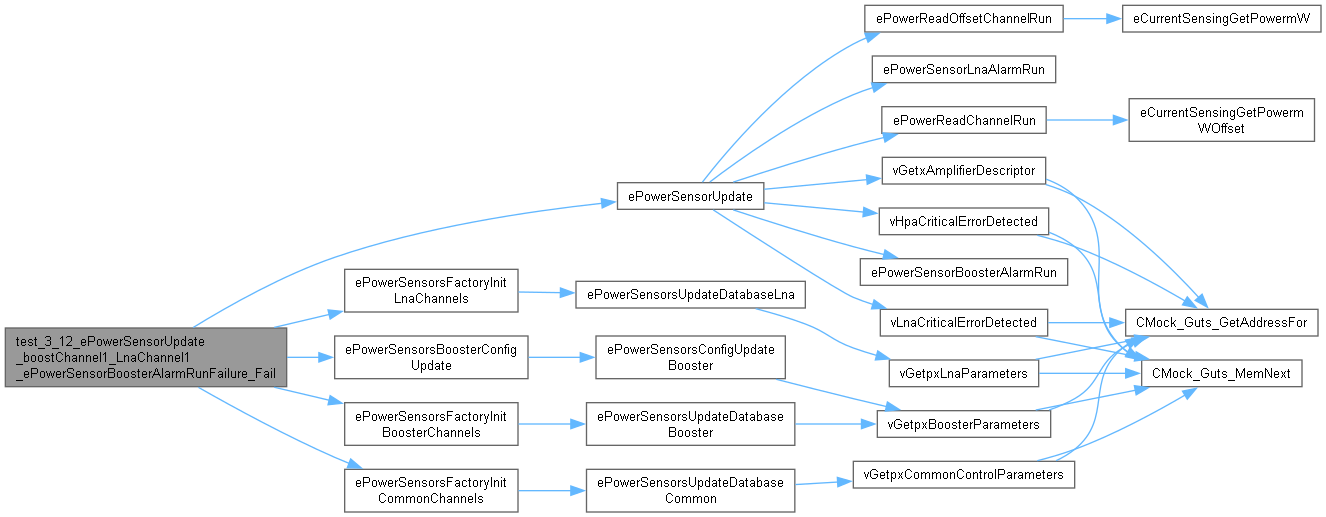 test_3_12_ePowerSensorUpdate
_boostChannel1_LnaChannel1
_ePowerSensorBoosterAlarmRunFailure_Fail
ePowerSensorUpdate
ePowerSensorsFactoryInit
LnaChannels
ePowerSensorsBoosterConfig
Update
ePowerSensorsFactoryInit
BoosterChannels
ePowerSensorsFactoryInit
CommonChannels
ePowerSensorsUpdateDatabaseLna
ePowerSensorsConfigUpdate
Booster
ePowerSensorsUpdateDatabase
Booster
ePowerSensorsUpdateDatabase
Common
ePowerReadOffsetChannelRun
ePowerSensorLnaAlarmRun
ePowerReadChannelRun
vGetxAmplifierDescriptor
vHpaCriticalErrorDetected
ePowerSensorBoosterAlarmRun
vLnaCriticalErrorDetected
vGetpxLnaParameters
vGetpxBoosterParameters
vGetpxCommonControlParameters
eCurrentSensingGetPowermW
eCurrentSensingGetPowerm
WOffset
CMock_Guts_GetAddressFor
CMock_Guts_MemNext